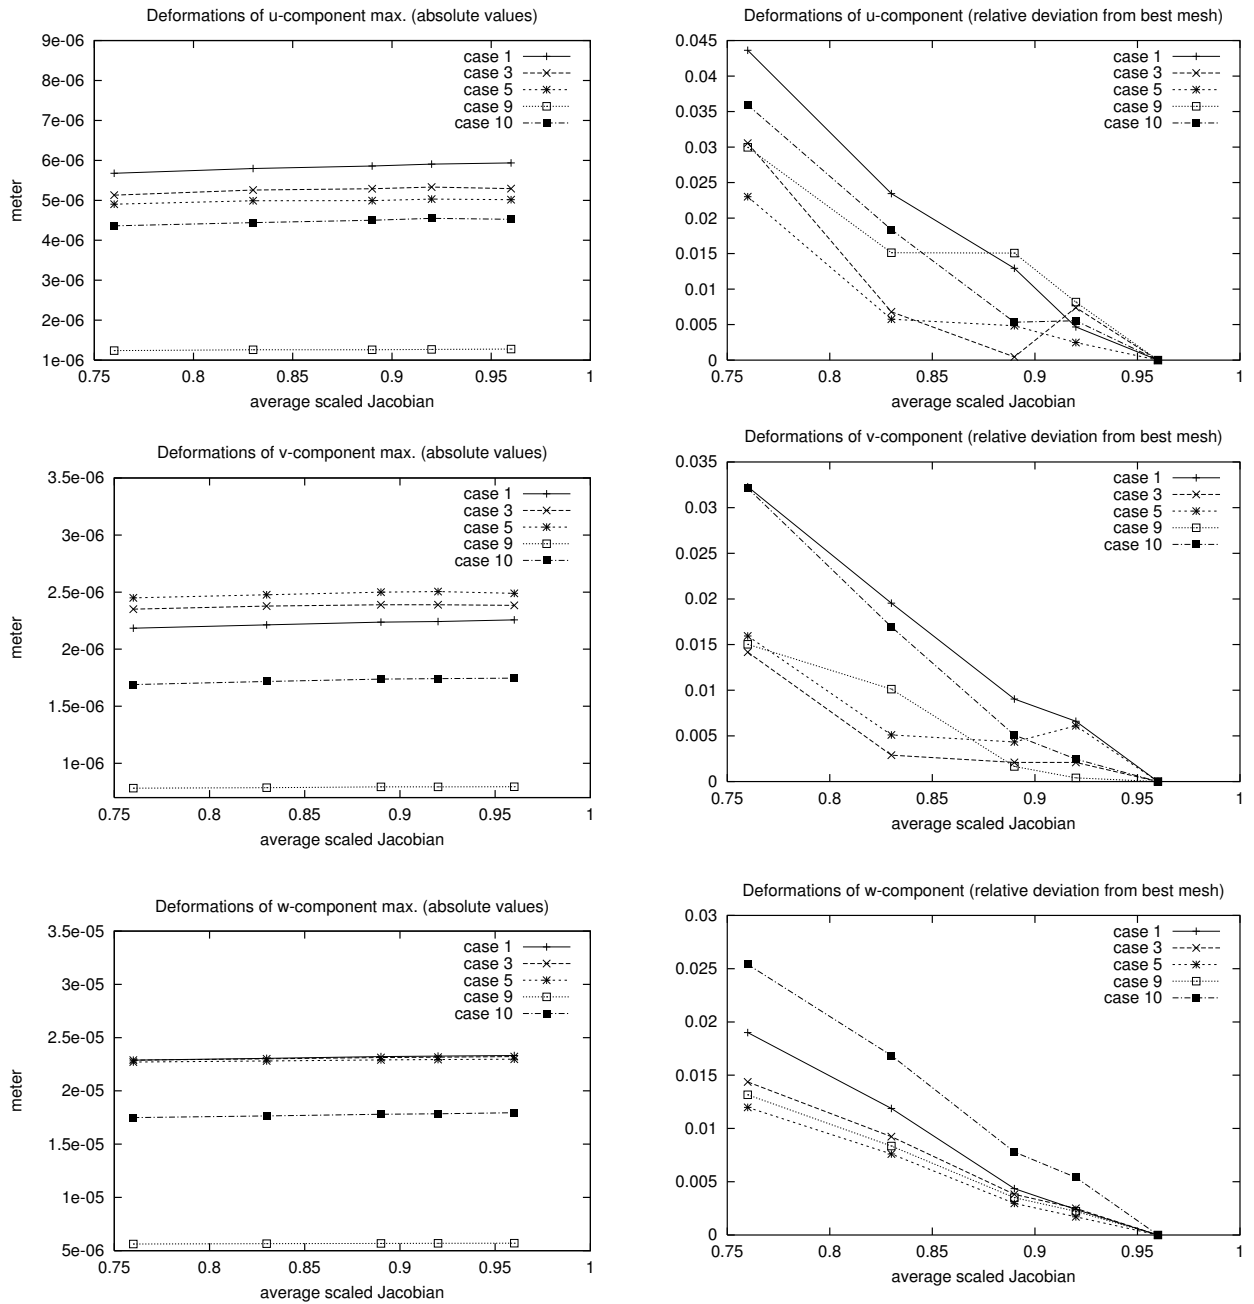 Deformations of u-component max. (absolute values)
9e-06
8e-06
7e-06
6e-06
5e-06
4e-06
3e-06
2e-06
1e-06
meter
case 1
case 3
case 5
case 9
case 10
0.75 0.8 0.85 0.9 0.95 1
average scaled Jacobian
Deformations of u-component (relative deviation from best mesh)
0.045
0.04
0.035
0.03
0.025
0.02
0.015
0.01
0.005
0
case 1
case 3
case 5
case 9
case 10
0.75 0.8 0.85 0.9 0.95 1
average scaled Jacobian
Deformations of v-component max. (absolute values)
3.5e-06
3e-06
2.5e-06
2e-06
1.5e-06
1e-06
meter
case 1
case 3
case 5
case 9
case 10
0.75 0.8 0.85 0.9 0.95 1
average scaled Jacobian
Deformations of v-component (relative deviation from best mesh)
0.035
0.03
0.025
0.02
0.015
0.01
0.005
0
case 1
case 3
case 5
case 9
case 10
0.75 0.8 0.85 0.9 0.95 1
average scaled Jacobian
Deformations of w-component max. (absolute values)
3.5e-05
3e-05
2.5e-05
2e-05
1.5e-05
1e-05
5e-06
meter
case 1
case 3
case 5
case 9
case 10
0.75 0.8 0.85 0.9 0.95 1
average scaled Jacobian
Deformations of w-component (relative deviation from best mesh)
0.03
0.025
0.02
0.015
0.01
0.005
0
case 1
case 3
case 5
case 9
case 10
0.75 0.8 0.85 0.9 0.95 1
average scaled Jacobian